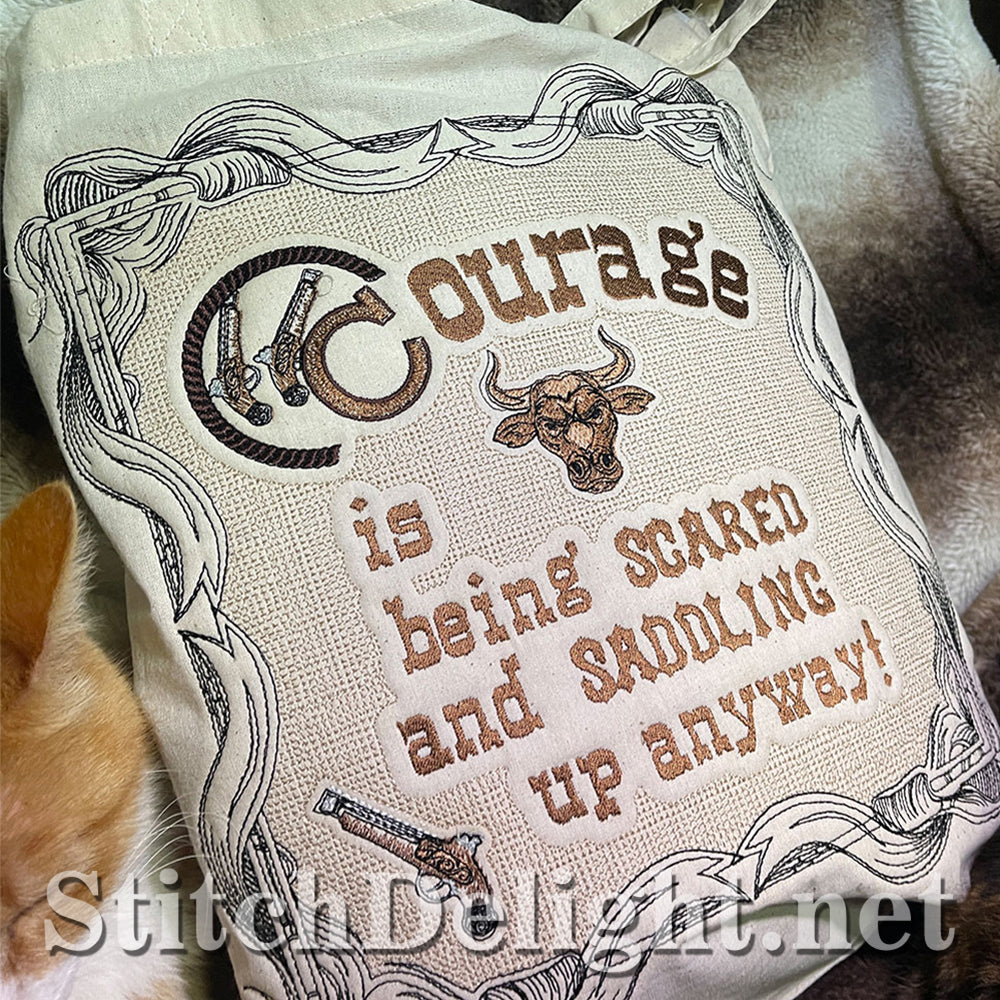 Courage
is
being SCARED
and SADDLING
up anyway!
StitchDelight.net